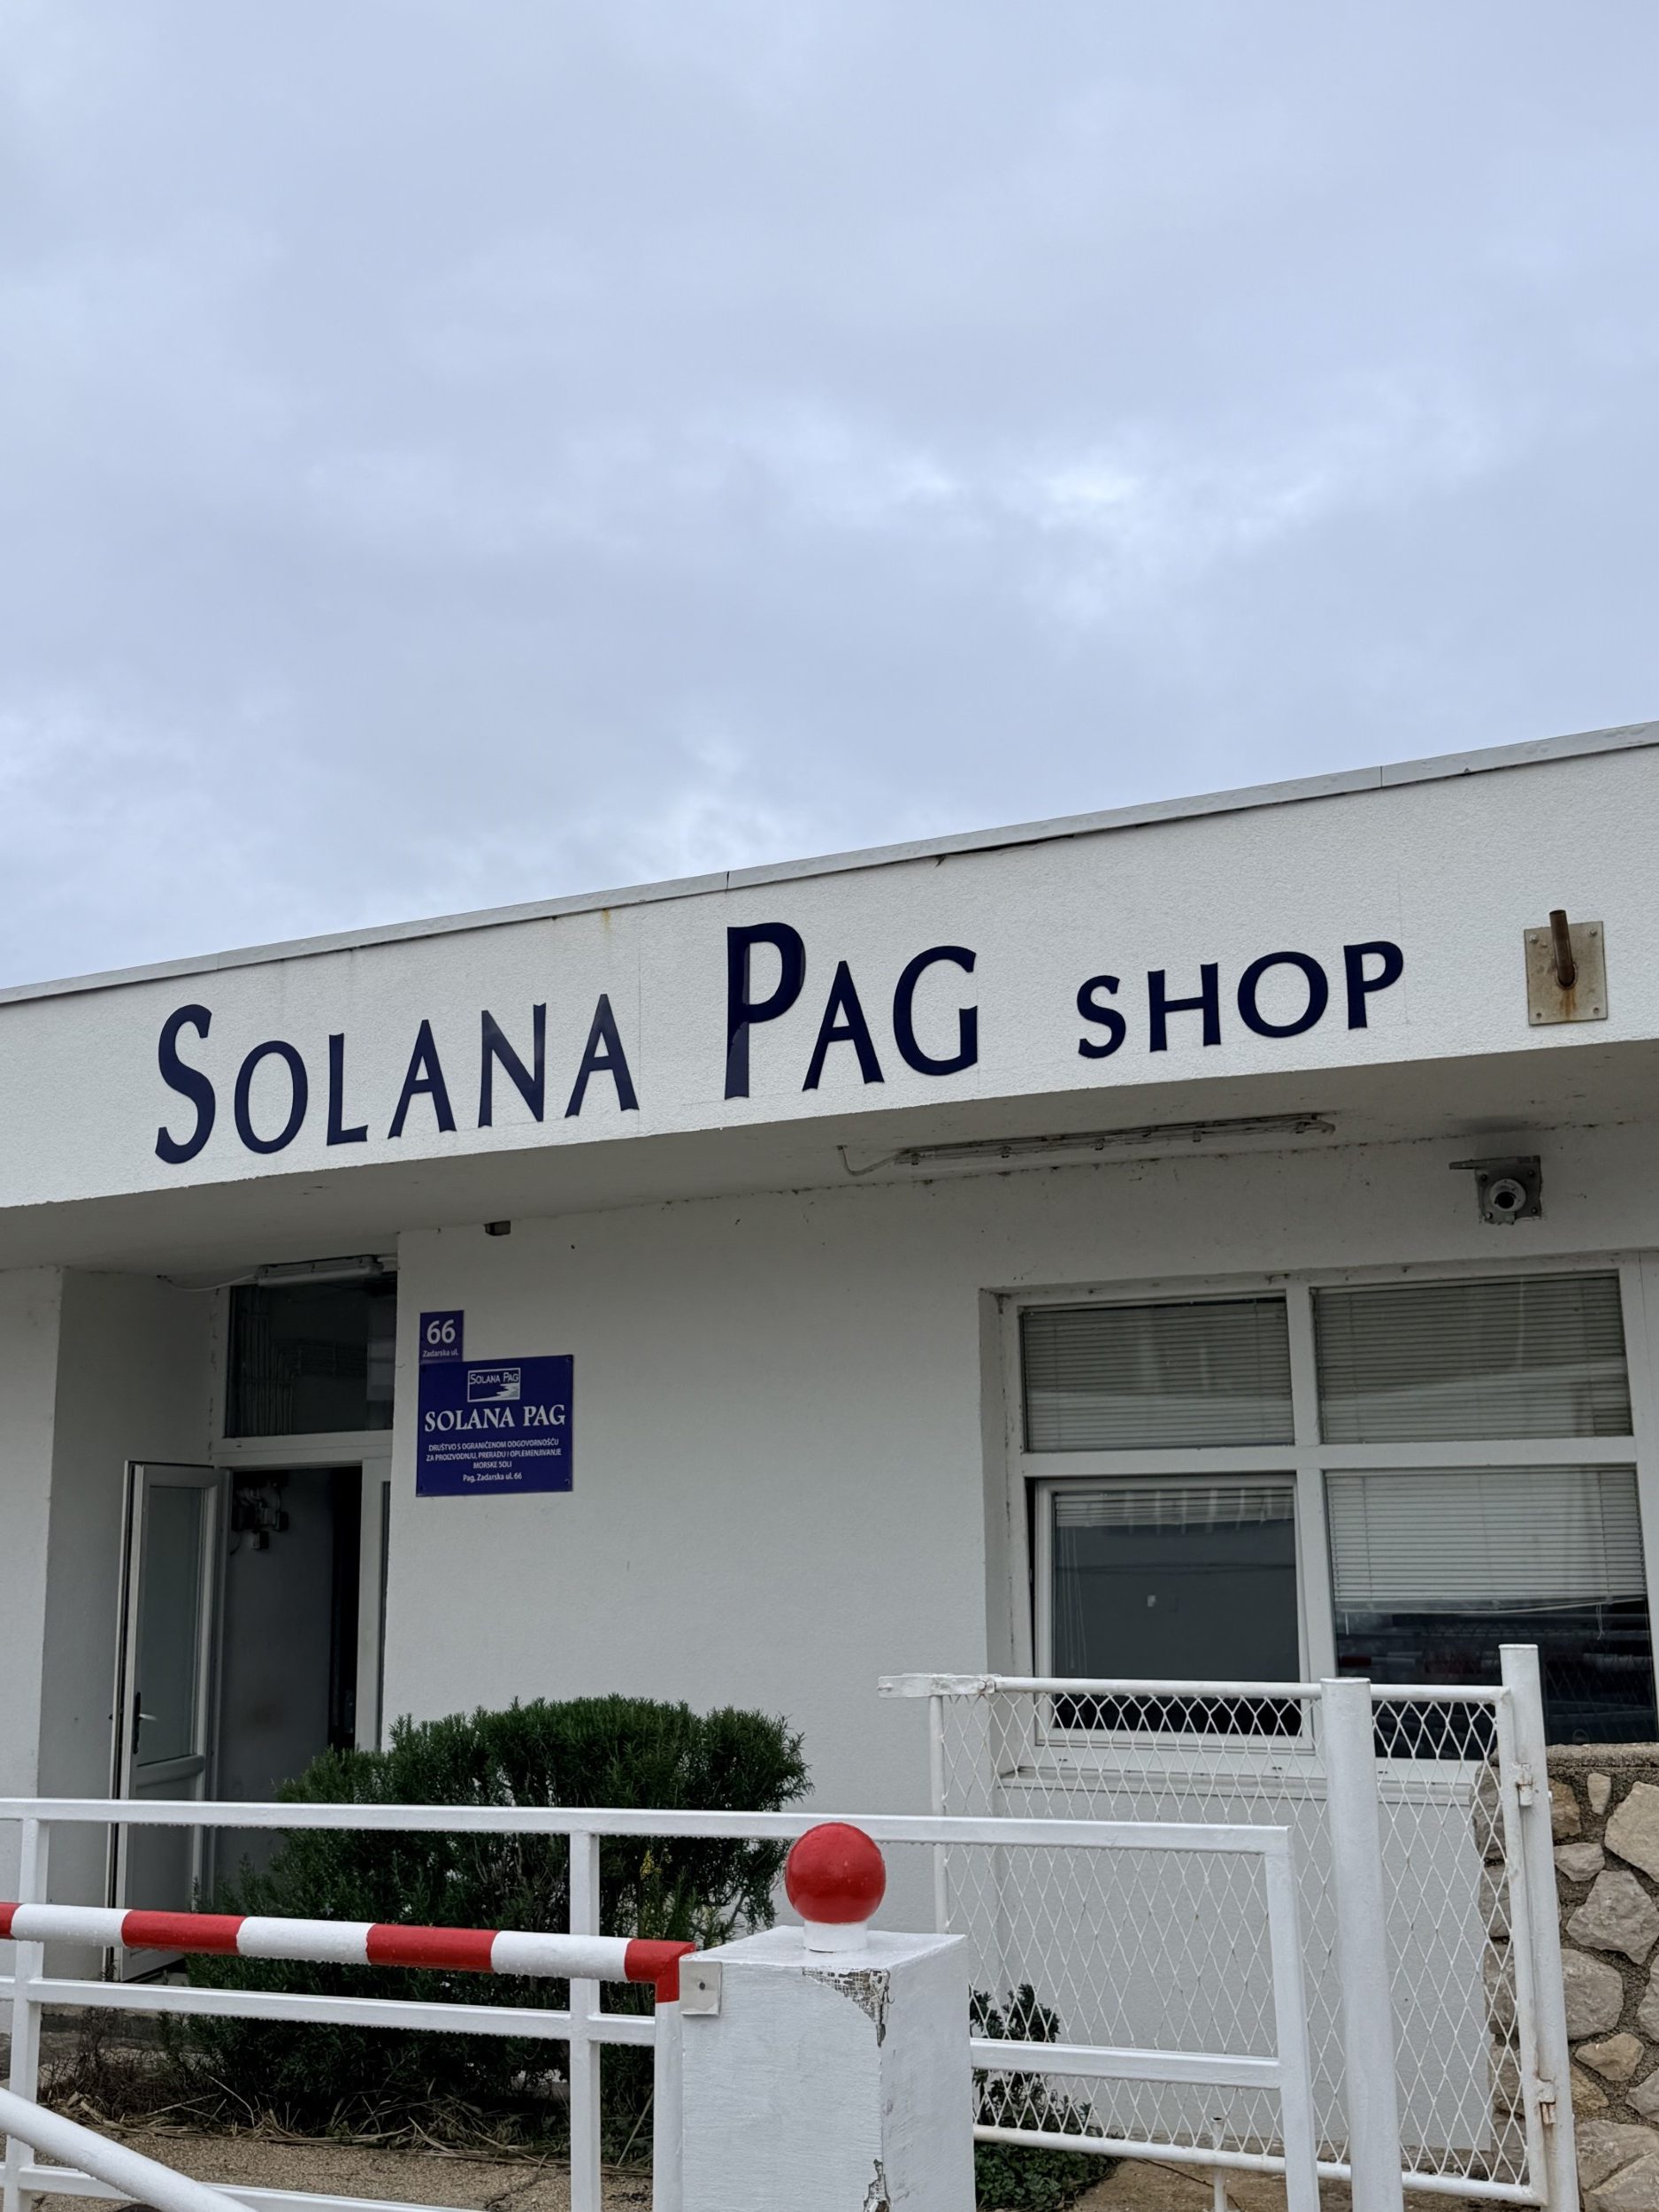 SOLANA PAG SHOP
66
Zadarska ul.
SOLANA PAG
SOLANA PAG
DRUŠTVO S OGRANIČENOM ODGOVORNOŠĆU
ZA PROIZVODNJU, PRERADU I OPLEMENJIVANJE
MORSKE SOLI
Pag, Zadarska ul. 66